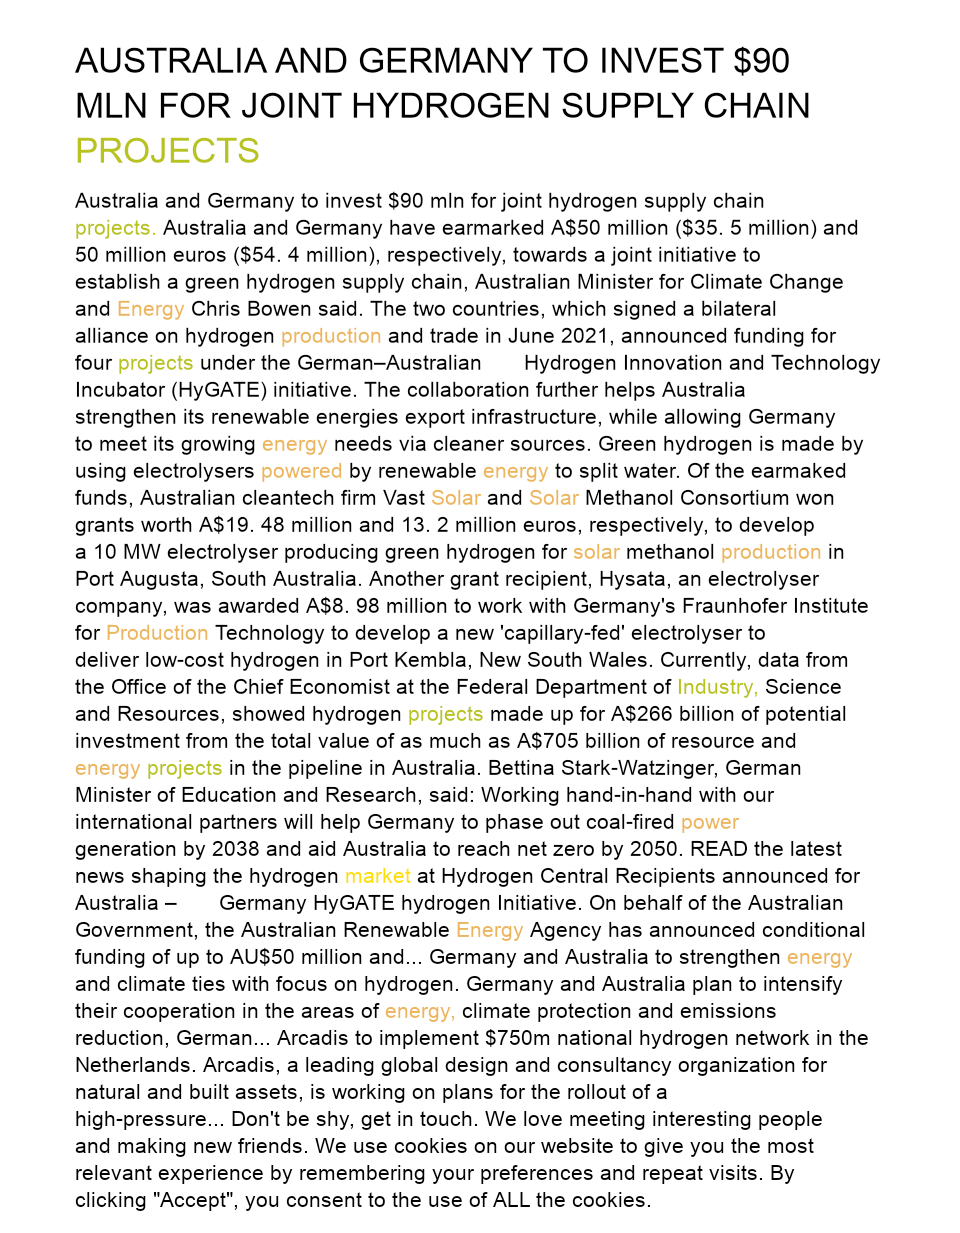 AUSTRALIA AND GERMANY TO INVEST $90
MLN FOR JOINT HYDROGEN SUPPLY CHAIN
PROJECTS
Australia and Germany to invest $90 mln for joint hydrogen supply chain
projects. Australia and Germany have earmarked A$50 million ($35. 5 million) and
50 million euros ($54. 4 million), respectively, towards a joint initiative to
establish a green hydrogen supply chain, Australian Minister for Climate Change
and Energy Chris Bowen said. The two countries, which signed a bilateral
alliance on hydrogen production and trade in June 2021, announced funding for
four projects under the German–Australian Hydrogen Innovation and Technology
Incubator (HyGATE) initiative. The collaboration further helps Australia
strengthen its renewable energies export infrastructure, while allowing Germany
to meet its growing energy needs via cleaner sources. Green hydrogen is made by
using electrolysers powered by renewable energy to split water. Of the earmaked
funds, Australian cleantech firm Vast Solar and Solar Methanol Consortium won
grants worth A$19. 48 million and 13. 2 million euros, respectively, to develop
a 10 MW electrolyser producing green hydrogen for solar methanol production in
Port Augusta, South Australia. Another grant recipient, Hysata, an electrolyser
company, was awarded A$8. 98 million to work with Germany's Fraunhofer Institute
for Production Technology to develop a new 'capillary-fed' electrolyser to
deliver low-cost hydrogen in Port Kembla, New South Wales. Currently, data from
the Office of the Chief Economist at the Federal Department of Industry, Science
and Resources, showed hydrogen projects made up for A$266 billion of potential
investment from the total value of as much as A$705 billion of resource and
energy projects in the pipeline in Australia. Bettina Stark-Watzinger, German
Minister of Education and Research, said: Working hand-in-hand with our
international partners will help Germany to phase out coal-fired power
generation by 2038 and aid Australia to reach net zero by 2050. READ the latest
news shaping the hydrogen market at Hydrogen Central Recipients announced for
Australia – Germany HyGATE hydrogen Initiative. On behalf of the Australian
Government, the Australian Renewable Energy Agency has announced conditional
funding of up to AU$50 million and... Germany and Australia to strengthen energy
and climate ties with focus on hydrogen. Germany and Australia plan to intensify
their cooperation in the areas of energy, climate protection and emissions
reduction, German... Arcadis to implement $750m national hydrogen network in the
Netherlands. Arcadis, a leading global design and consultancy organization for
natural and built assets, is working on plans for the rollout of a
high-pressure... Don't be shy, get in touch. We love meeting interesting people
and making new friends. We use cookies on our website to give you the most
relevant experience by remembering your preferences and repeat visits. By
clicking "Accept", you consent to the use of ALL the cookies.